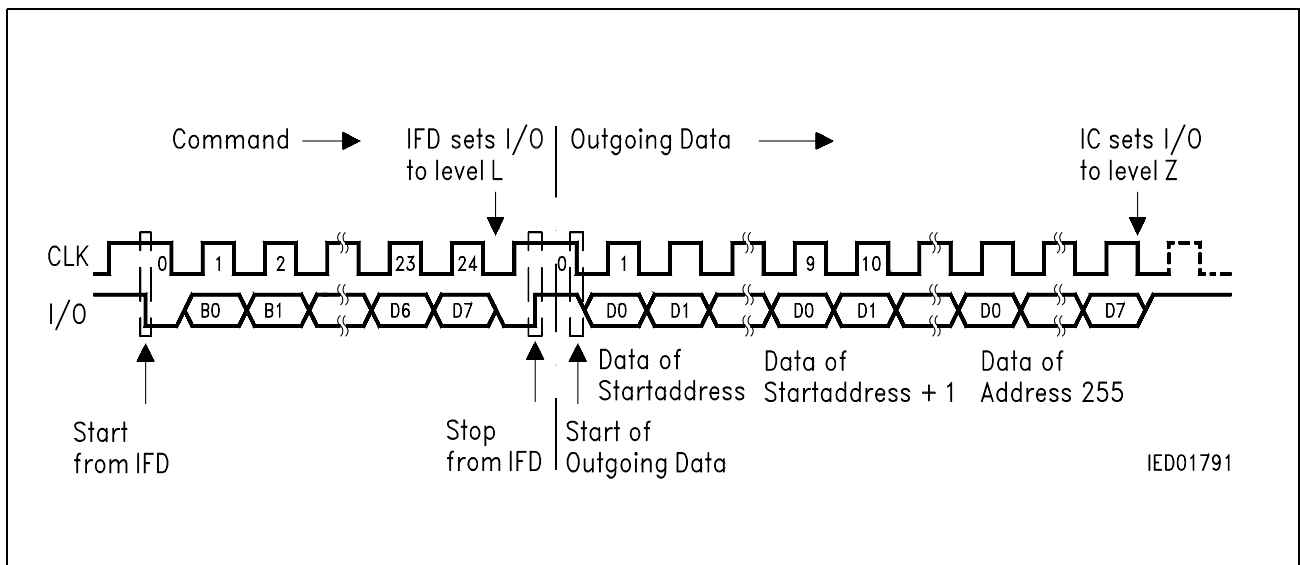 Command
IFD sets I/O
to level L
Outgoing Data
IC sets I/O
to level Z
CLK
0
1
2
23
24
0
1
9
10
I/O
B0
B1
D6
D7
D0
D1
D0
D1
D0
D7
Data of
Startaddress
Data of
Startaddress + 1
Data of
Address 255
Start
from IFD
Stop
from IFD
Start of
Outgoing Data
IED01791